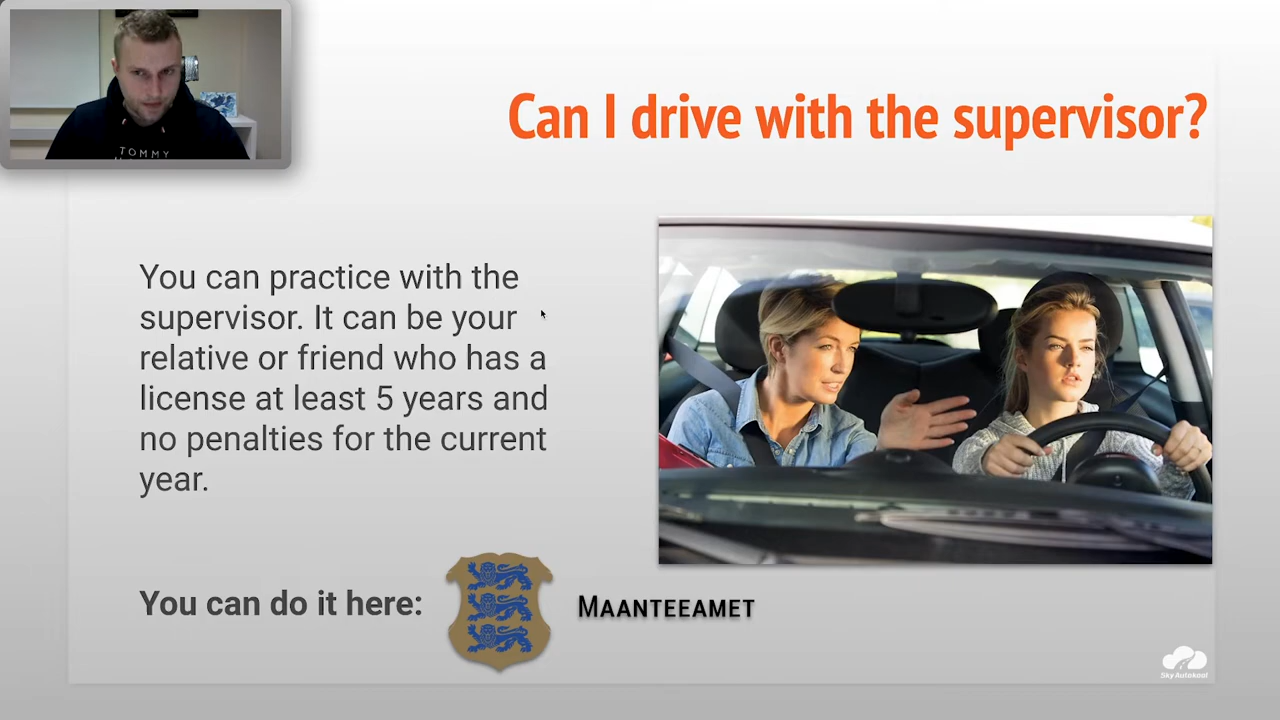 TOMMY
Can I drive with the supervisor?
You can practice with the
supervisor. It can be your
relative or friend who has a
license at least 5 years and
no penalties for the current
year.
You can do it here:
MAANTEEAMET
Sky Autokool